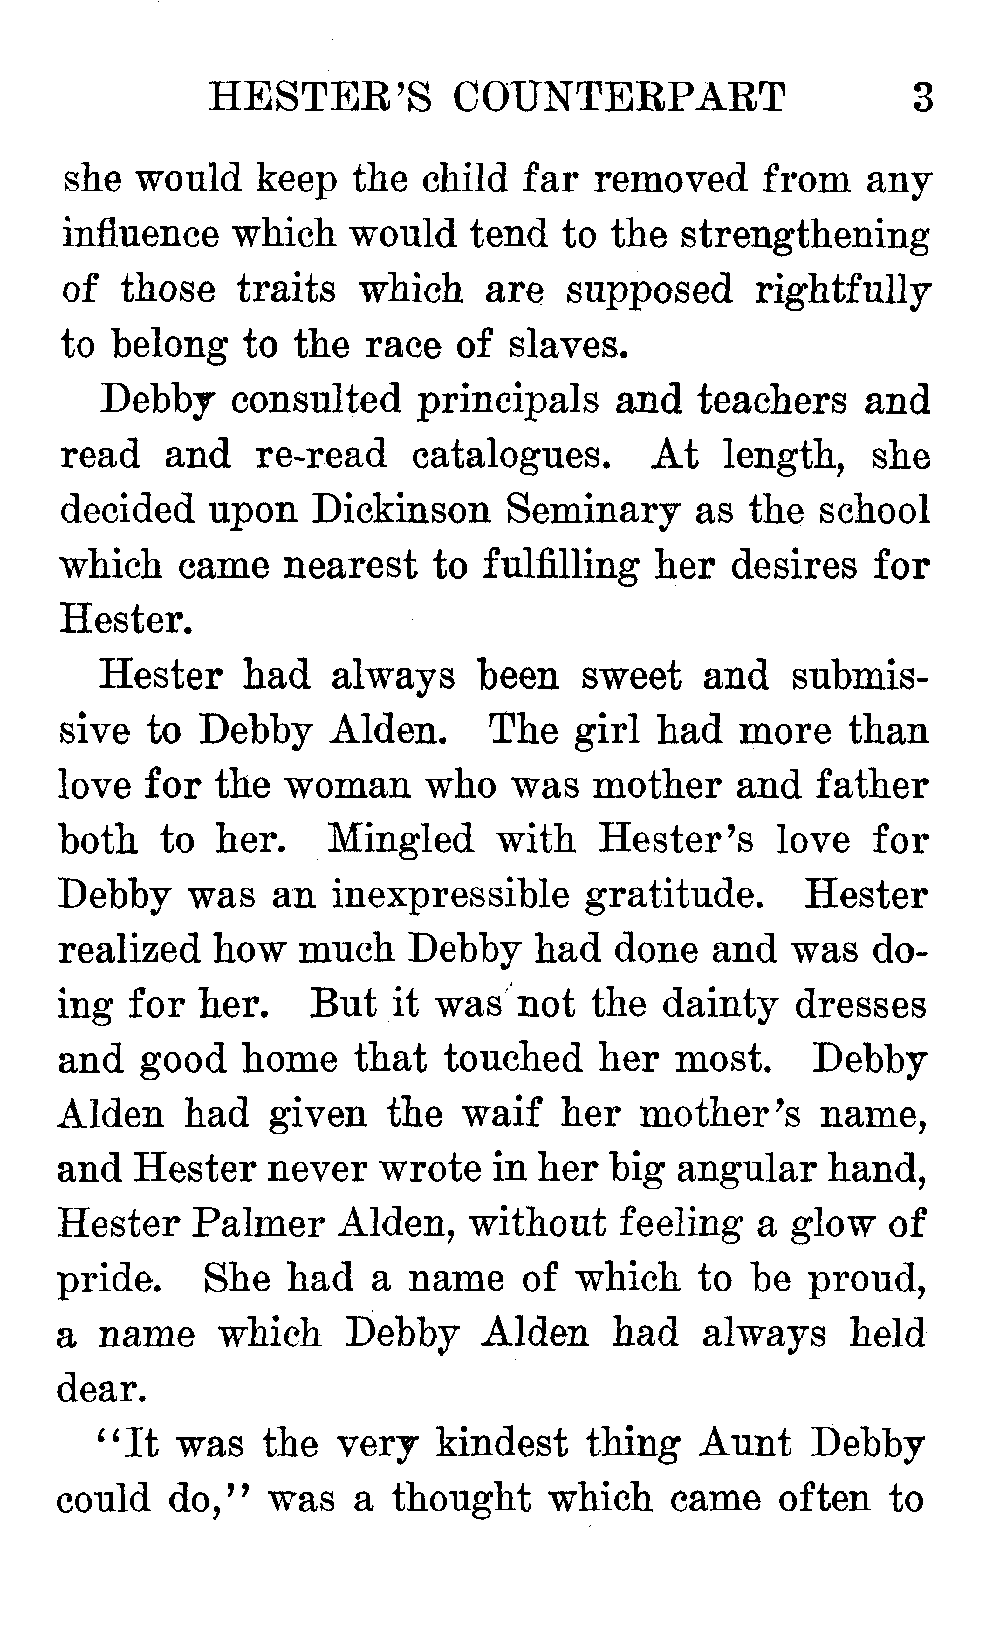 HESTER'S COUNTERPART 3
she would keep the child far removed from any
influence which would tend to the strengthening
of those traits which are supposed rightfully
to belong to the race of slaves.
Debby consulted principals and teachers and
read and re-read catalogues. At length, she
decided upon Dickinson Seminary as the school
which came nearest to fulfilling her desires for
Hester.
Hester had always been sweet and submis-
sive to Debby Alden. The girl had more than
love for the woman who was mother and father
both to her. Mingled with Hester's love for
Debby was an inexpressible gratitude. Hester
realized how much Debby had done and was do-
ing for her. But it was not the dainty dresses
and good home that touched her most. Debby
Alden had given the waif her mother's name,
and Hester never wrote in her big angular hand,
Hester Palmer Alden, without feeling a glow of
pride. She had a name of which to be proud,
a name which Debby Alden had always held
dear.
"It was the very kindest thing Aunt Debby
could do," was a thought which came often to